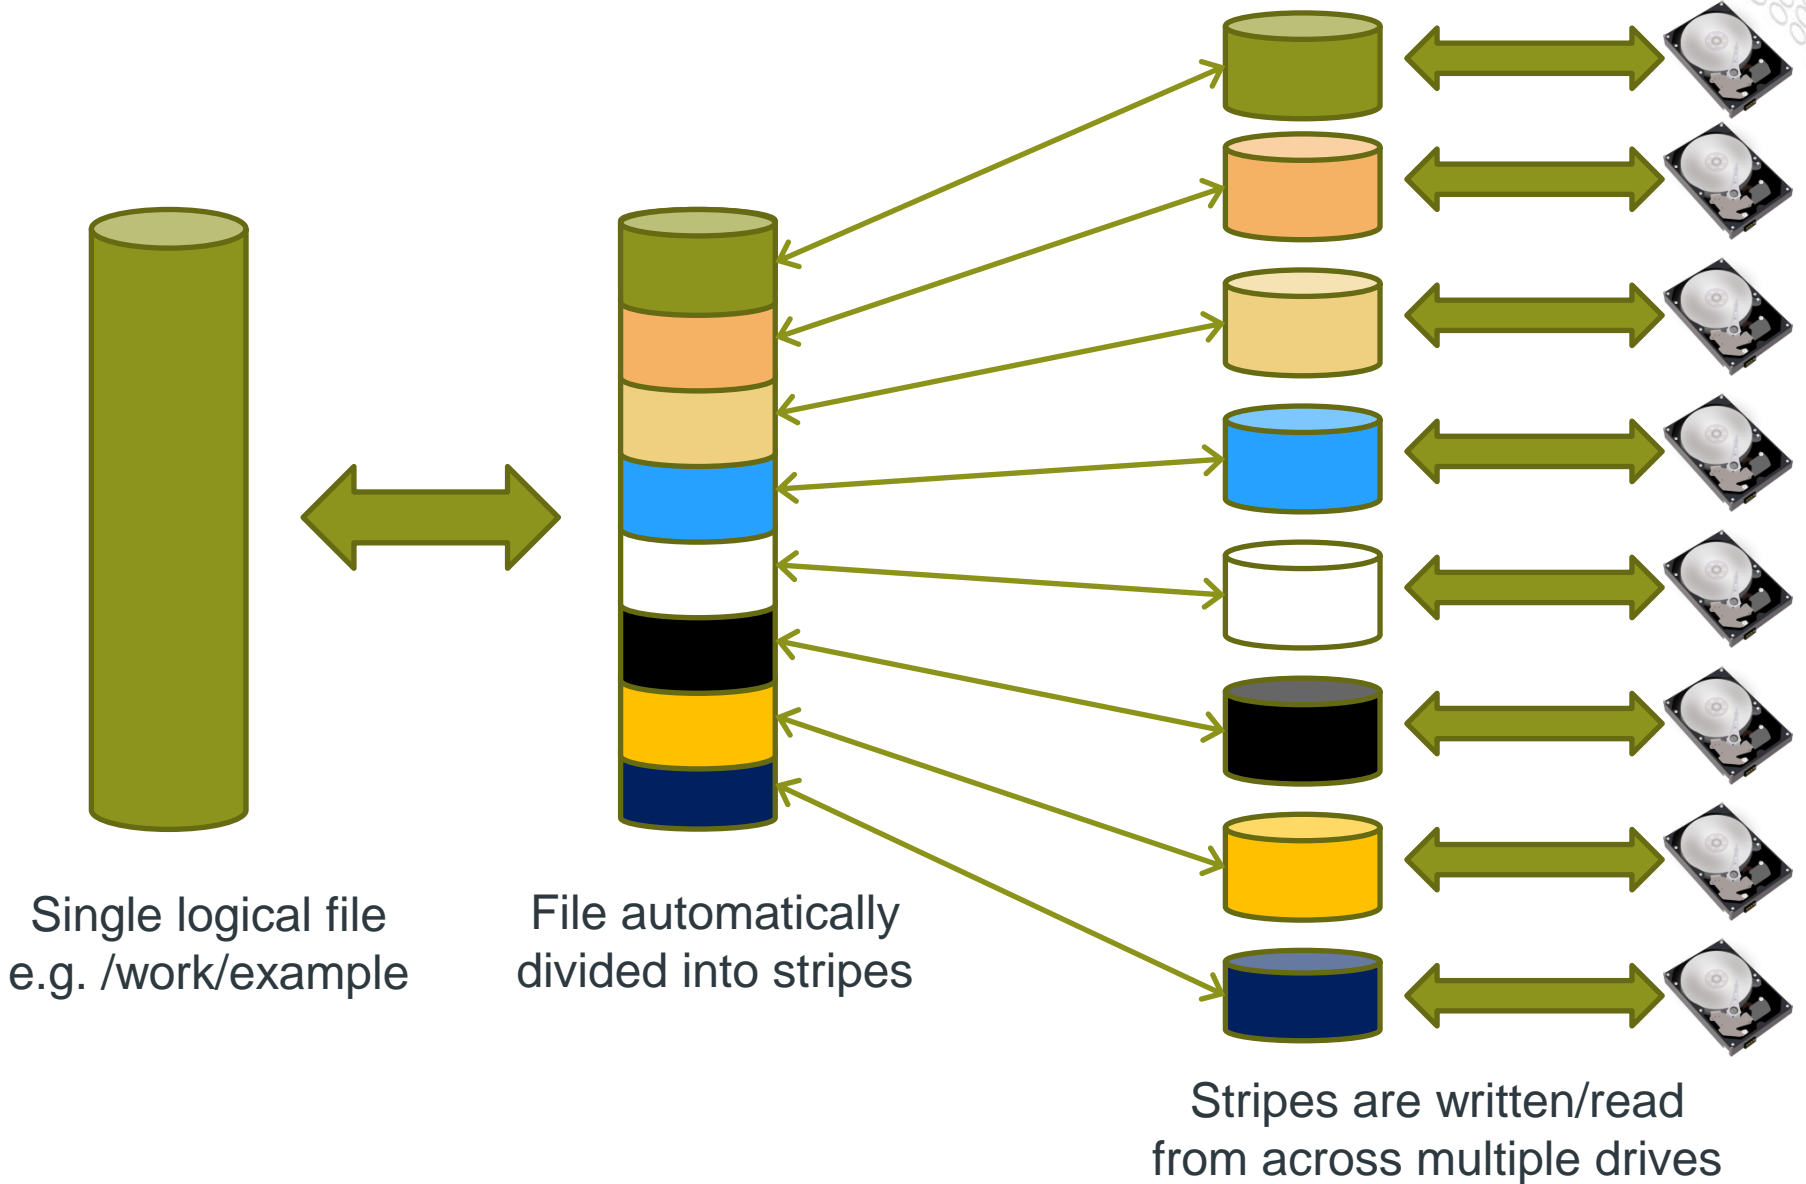 Single logical file
e.g. /work/example
File automatically
divided into stripes
Stripes are written/read
from across multiple drives